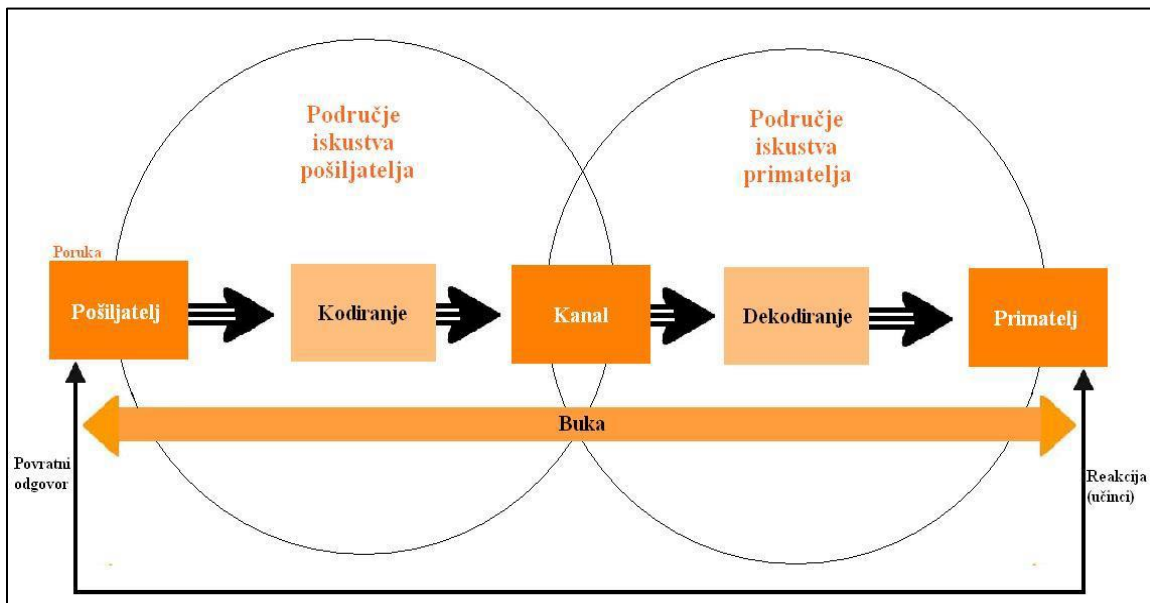 Područje
iskustva
pošiljatelja
Područje
iskustva
primatelja
Poruka
Pošiljatelj
Kodiranje
Kanal
Dekodiranje
Primatelj
Buka
Povratni
odgovor
Reakcija
(učinci)